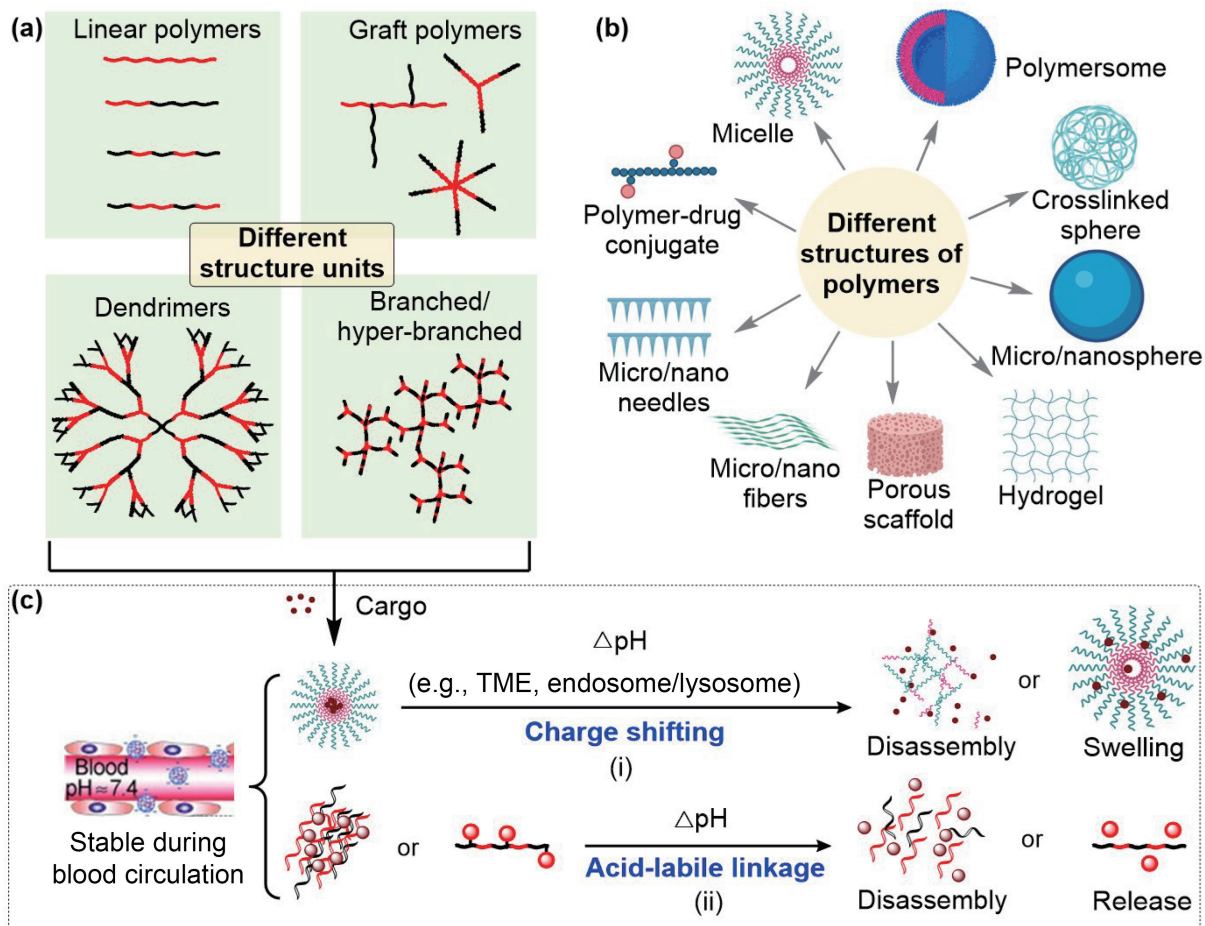 (a)
Linear polymers
Graft polymers
Different
structure units
Dendrimers
Branched/
hyper-branched
(b)
Micelle
Polymersome
Polymer-drug
conjugate
Crosslinked
sphere
Different
structures of
polymers
Micro/nano
needles
Micro/nanosphere
Micro/nano
fibers
Porous
scaffold
Hydrogel
(c)
Cargo
△pH
(e.g., TME, endosome/lysosome)
Charge shifting
(i)
Disassembly
or
Swelling
Blood
pH ≈ 7.4
Stable during
blood circulation
or
△pH
Acid-labile linkage
(ii)
Disassembly
or
Release